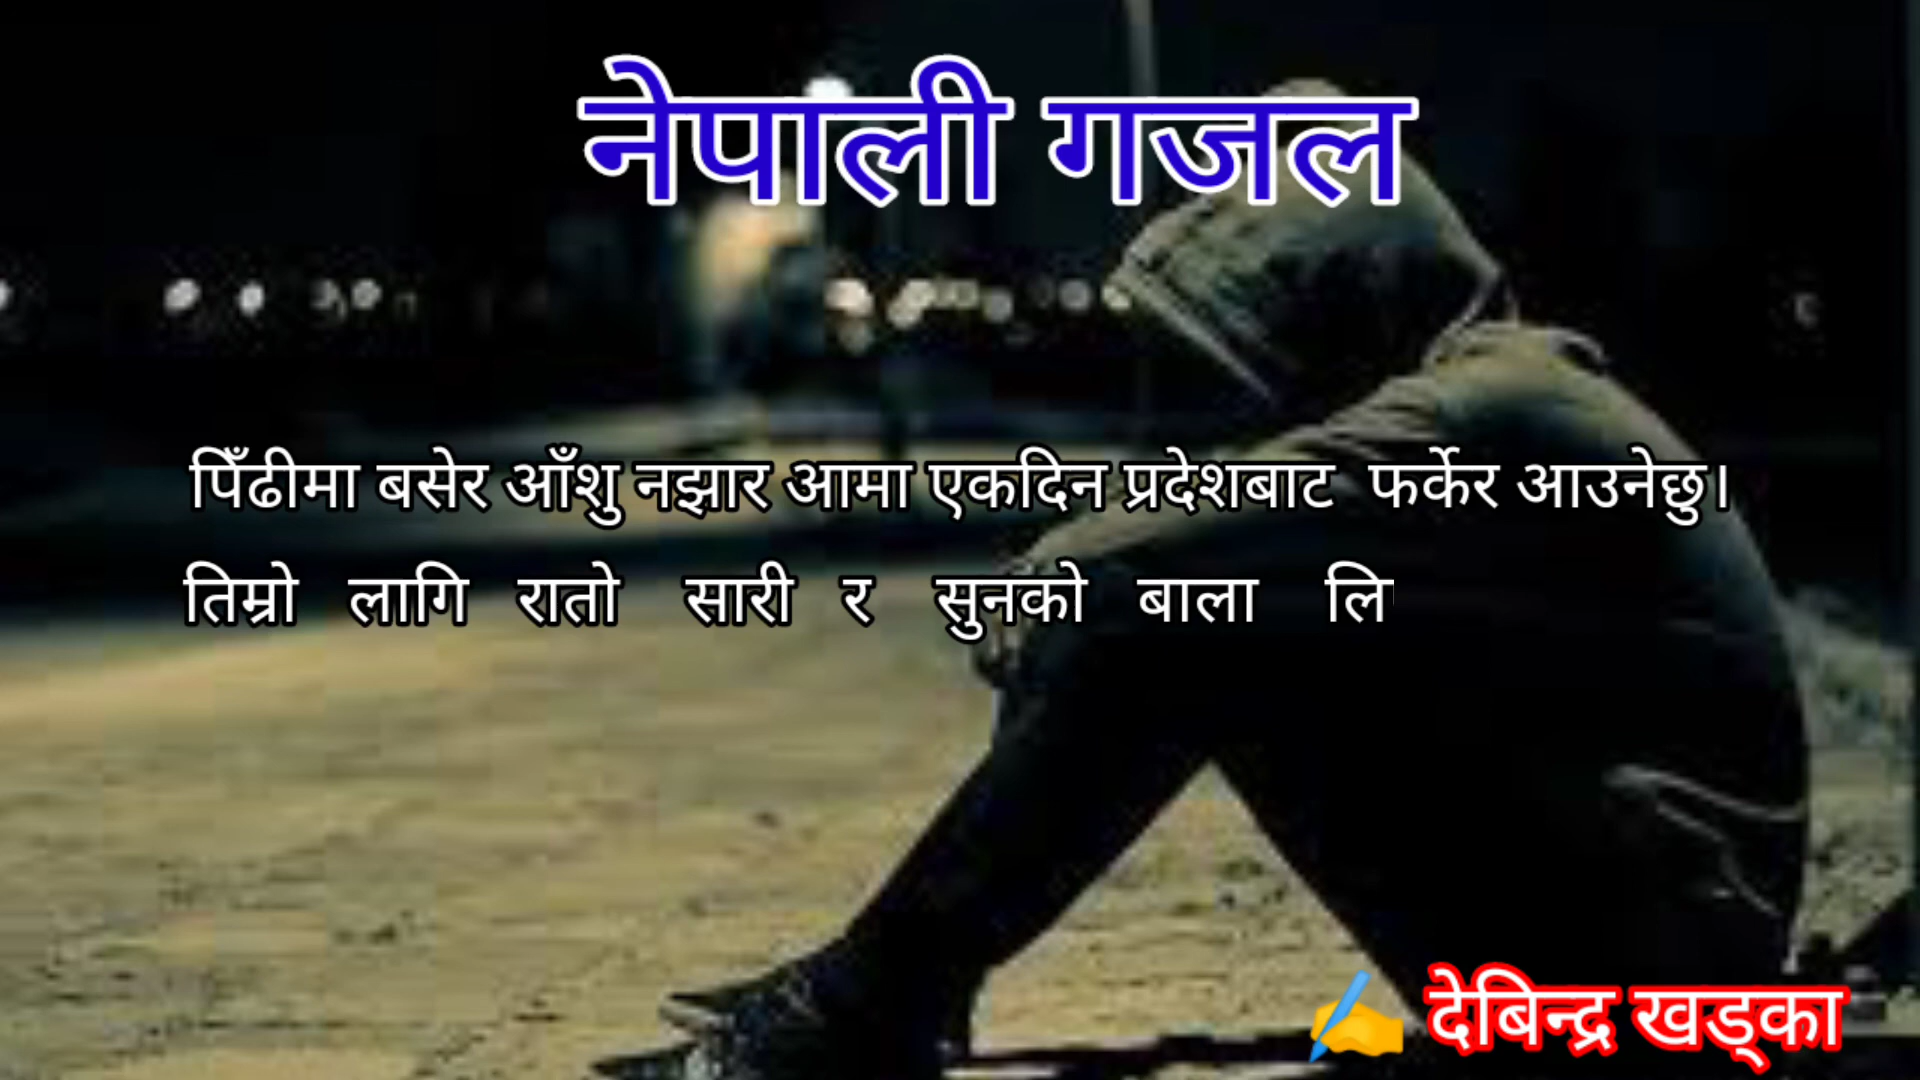 नेपाली गजल
पिँढीमा बसेर आँशु नझार आमा एकदिन प्रदेशबाट फर्केर आउनेछु।
तिम्रो लागि रातो सारी र सुनको बाला लि
✍️ देबिन्द्र खड्का